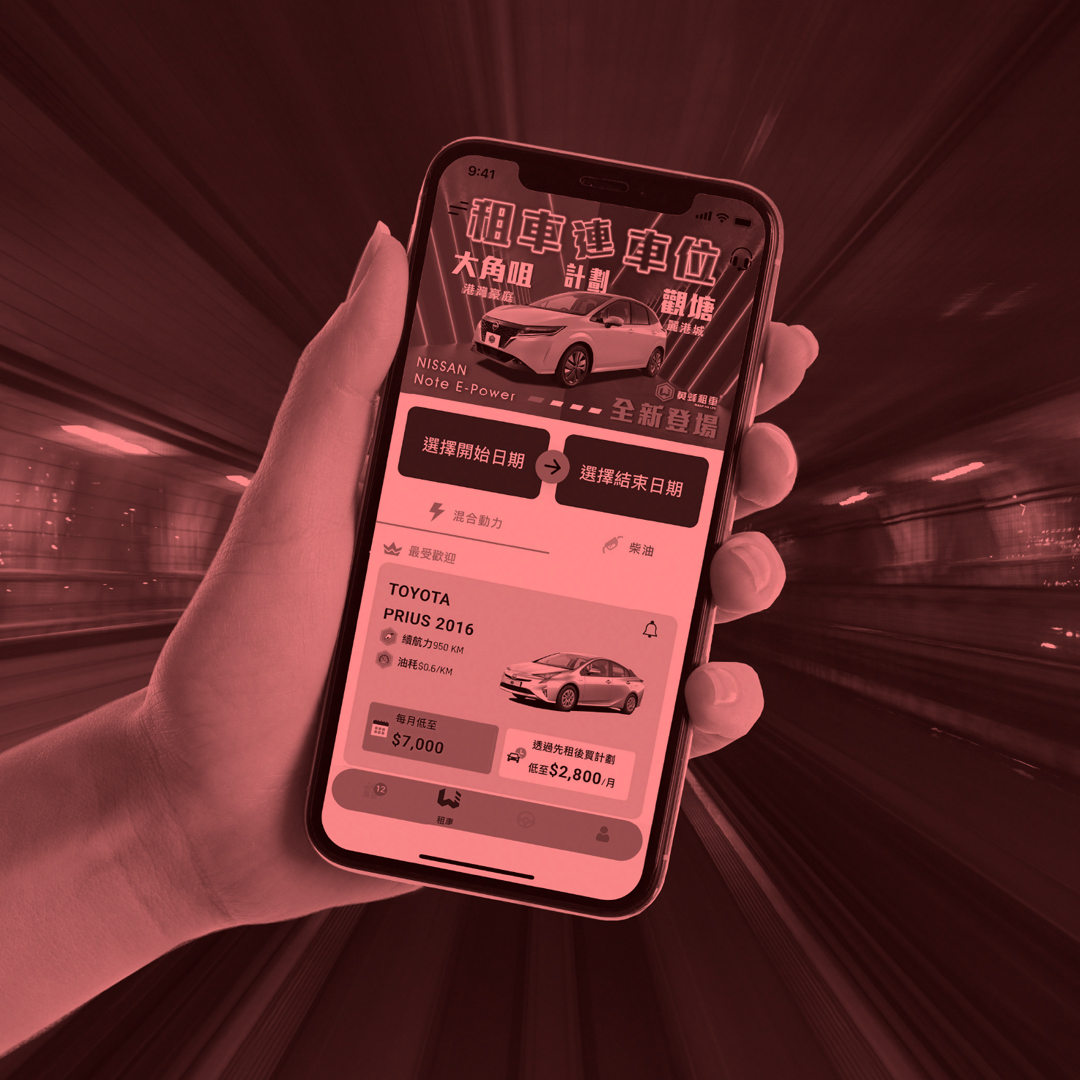 9:41
租車連車位
大角咀 計劃
港灣豪庭
觀塘
麗港城
NISSAN
Note E-Power
黃蜂租車
全新登場
選擇開始日期
選擇結束日期
混合動力
柴油
最受歡迎
TOYOTA
PRIUS 2016
續航力950 KM
油耗$0.6/KM
每月低至
$7,000
透過先租後買計劃
低至$2,800/月
12
租車